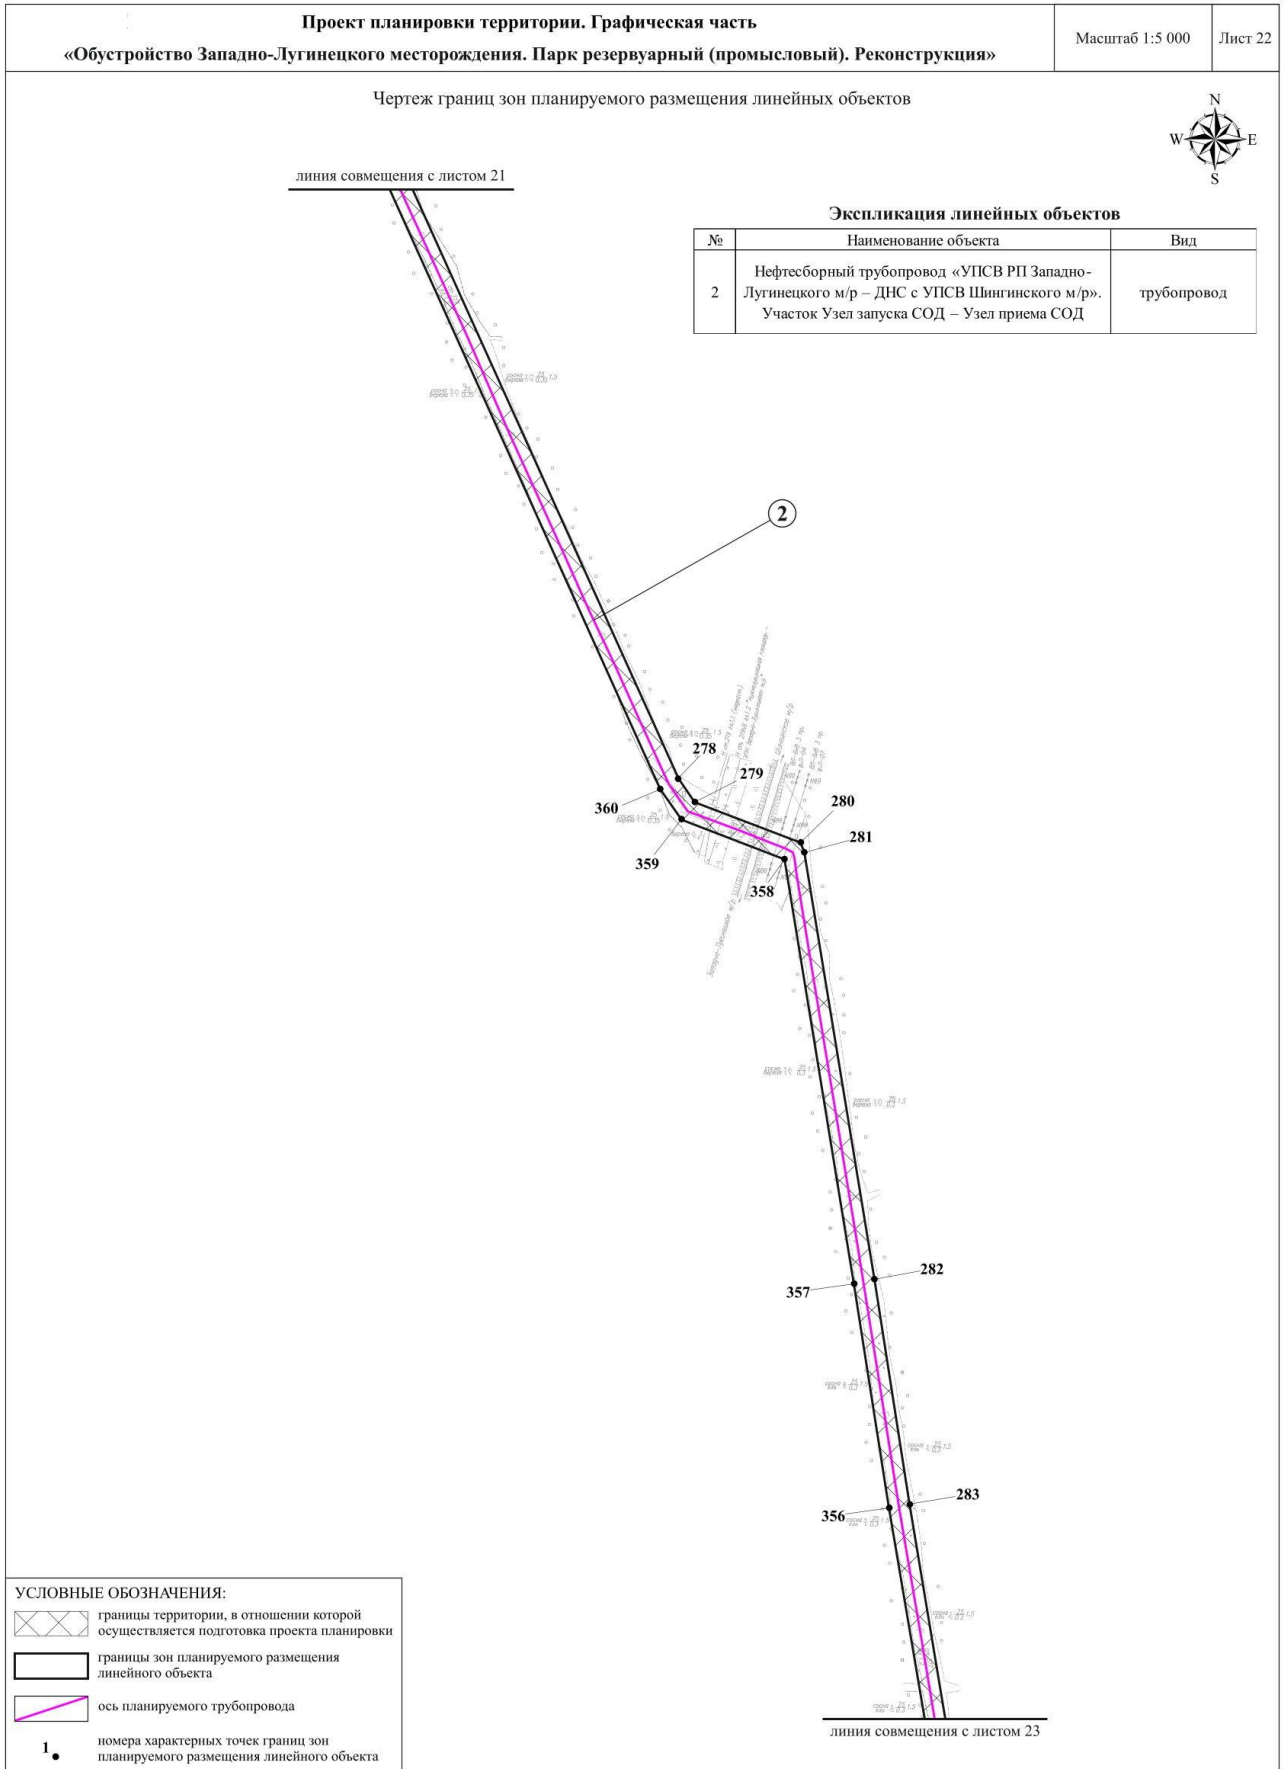 Проект планировки территории. Графическая часть
«Обустройство Западно-Лугинецкого месторождения. Парк резервуарный (промысловый). Реконструкция»
Масштаб 1:5 000
Лист 22
Чертеж границ зон планируемого размещения линейных объектов
N
W
E
S
линия совмещения с листом 21
Экспликация линейных объектов
№
Наименование объекта
Вид
2
Нефтесборный трубопровод «УПСВ РП Западно-
Лугинецкого м/р – ДНС с УПСВ Шингинского м/р».
Участок Узел запуска СОД – Узел приема СОД
трубопровод
2
278
279
360
280
281
359
358
282
357
283
356
УСЛОВНЫЕ ОБОЗНАЧЕНИЯ:
границы территории, в отношении которой
осуществляется подготовка проекта планировки
границы зон планируемого размещения
линейного объекта
ось планируемого трубопровода
1
номера характерных точек границ зон
планируемого размещения линейного объекта
линия совмещения с листом 23